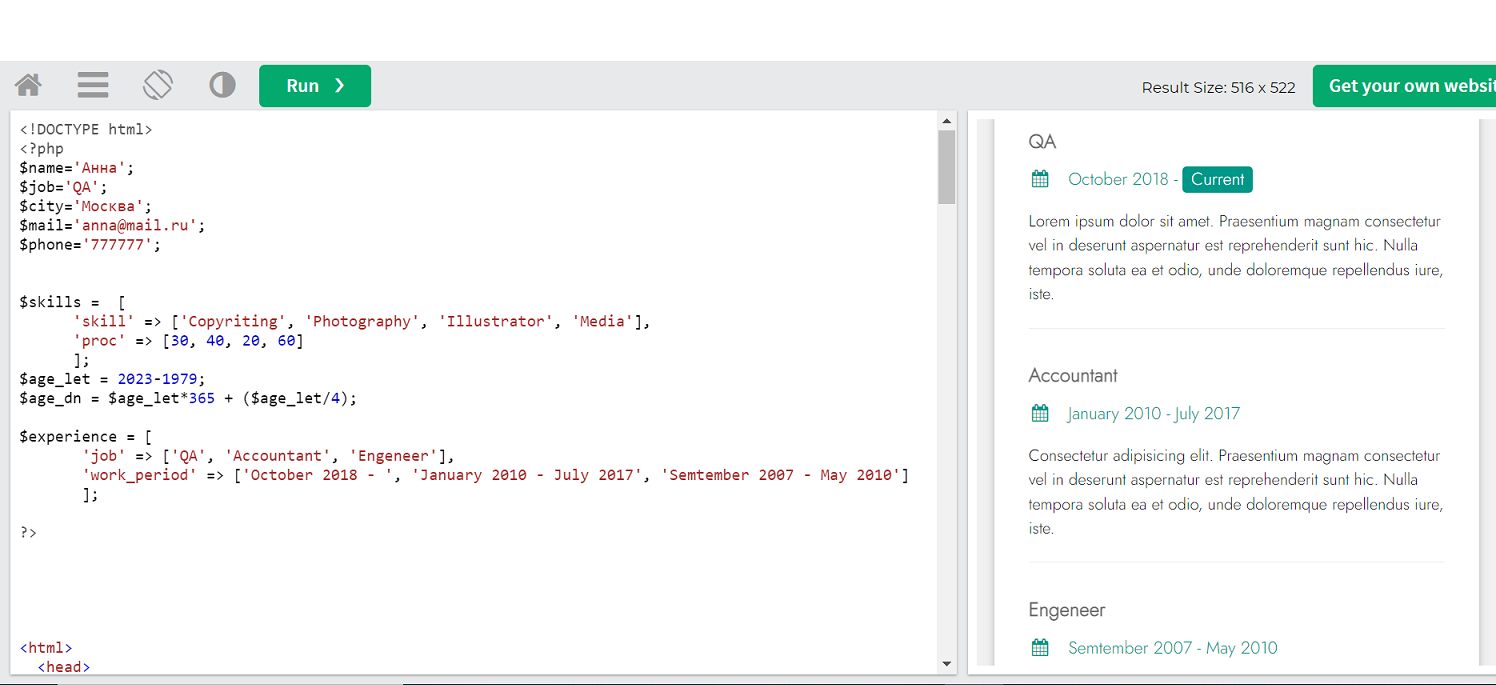 Run ❯
Result Size: 516 x 522
Get your own websit
<!DOCTYPE html>
<?php
$name='Анна';
$job='QA';
$city='Москва';
$mail='anna@mail.ru';
$phone='777777';
$skills =  [
'skill' => ['Copyriting', 'Photography', 'Illustrator', 'Media'],
'proc' => [30, 40, 20, 60]
];
$age_let = 2023-1979;
$age_dn = $age_let*365 + ($age_let/4);
$experience = [
'job' => ['QA', 'Accountant', 'Engeneer'],
'work_period' => ['October 2018 - ', 'January 2010 - July 2017', 'Semtember 2007 - May 2010']
];
?>
<html>
<head>
QA
October 2018 - Current
Lorem ipsum dolor sit amet. Praesentium magnam consectetur
vel in deserunt aspernatur est reprehenderit sunt hic. Nulla
tempora soluta ea et odio, unde doloremque repellendus iure,
iste.
Accountant
January 2010 - July 2017
Consectetur adipisicing elit. Praesentium magnam consectetur
vel in deserunt aspernatur est reprehenderit sunt hic. Nulla
tempora soluta ea et odio, unde doloremque repellendus iure,
iste.
Engeneer
Semtember 2007 - May 2010